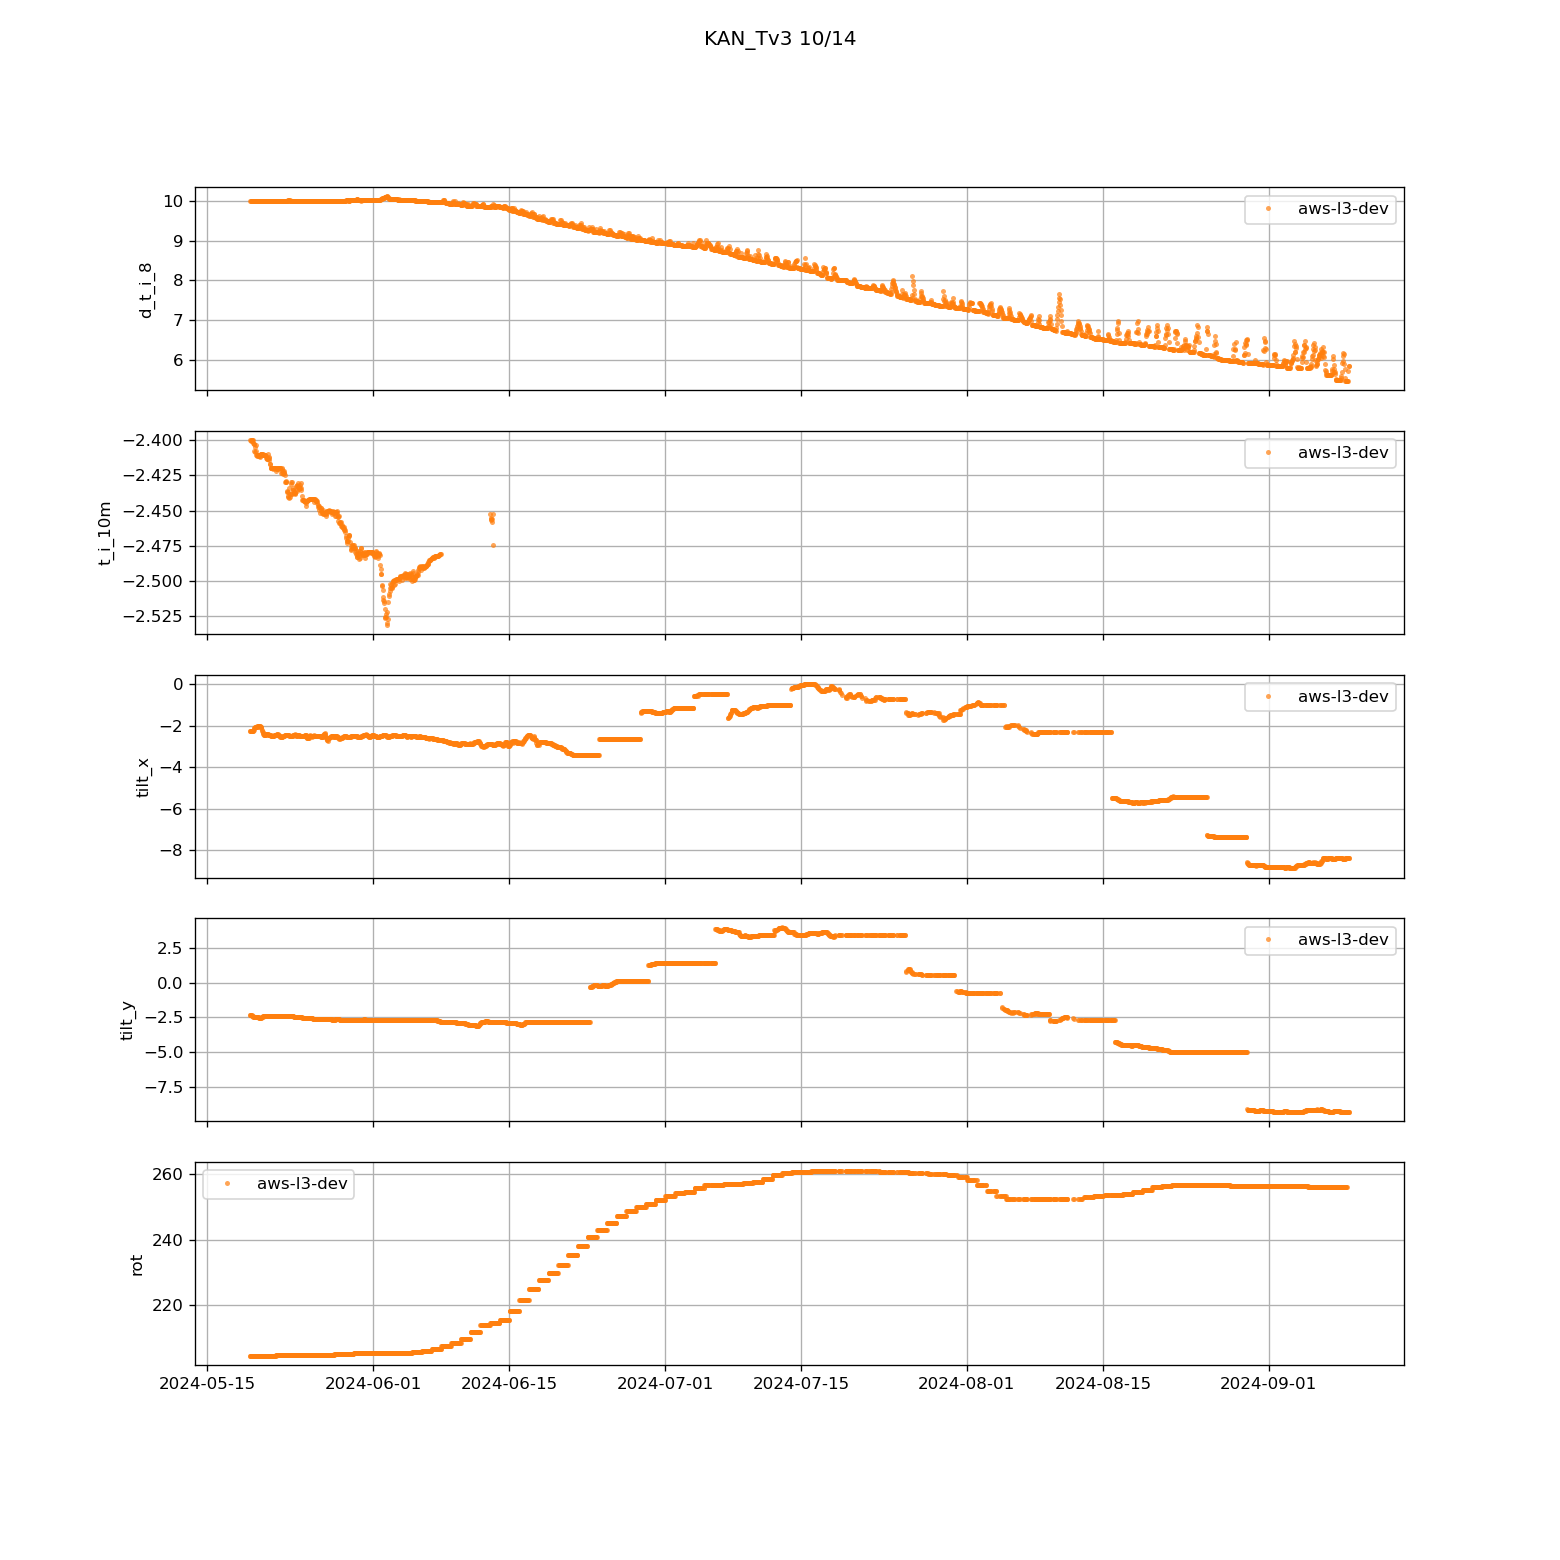 KAN_Tv3 10/14
d_t_i_8
10
9
8
7
6
aws-l3-dev
t_i_10m
−2.400
−2.425
−2.450
−2.475
−2.500
−2.525
aws-l3-dev
tilt_x
0
−2
−4
−6
−8
aws-l3-dev
tilt_y
2.5
0.0
−2.5
−5.0
−7.5
aws-l3-dev
rot
260
240
220
aws-l3-dev
2024-05-15 2024-06-01 2024-06-15 2024-07-01 2024-07-15 2024-08-01 2024-08-15 2024-09-01